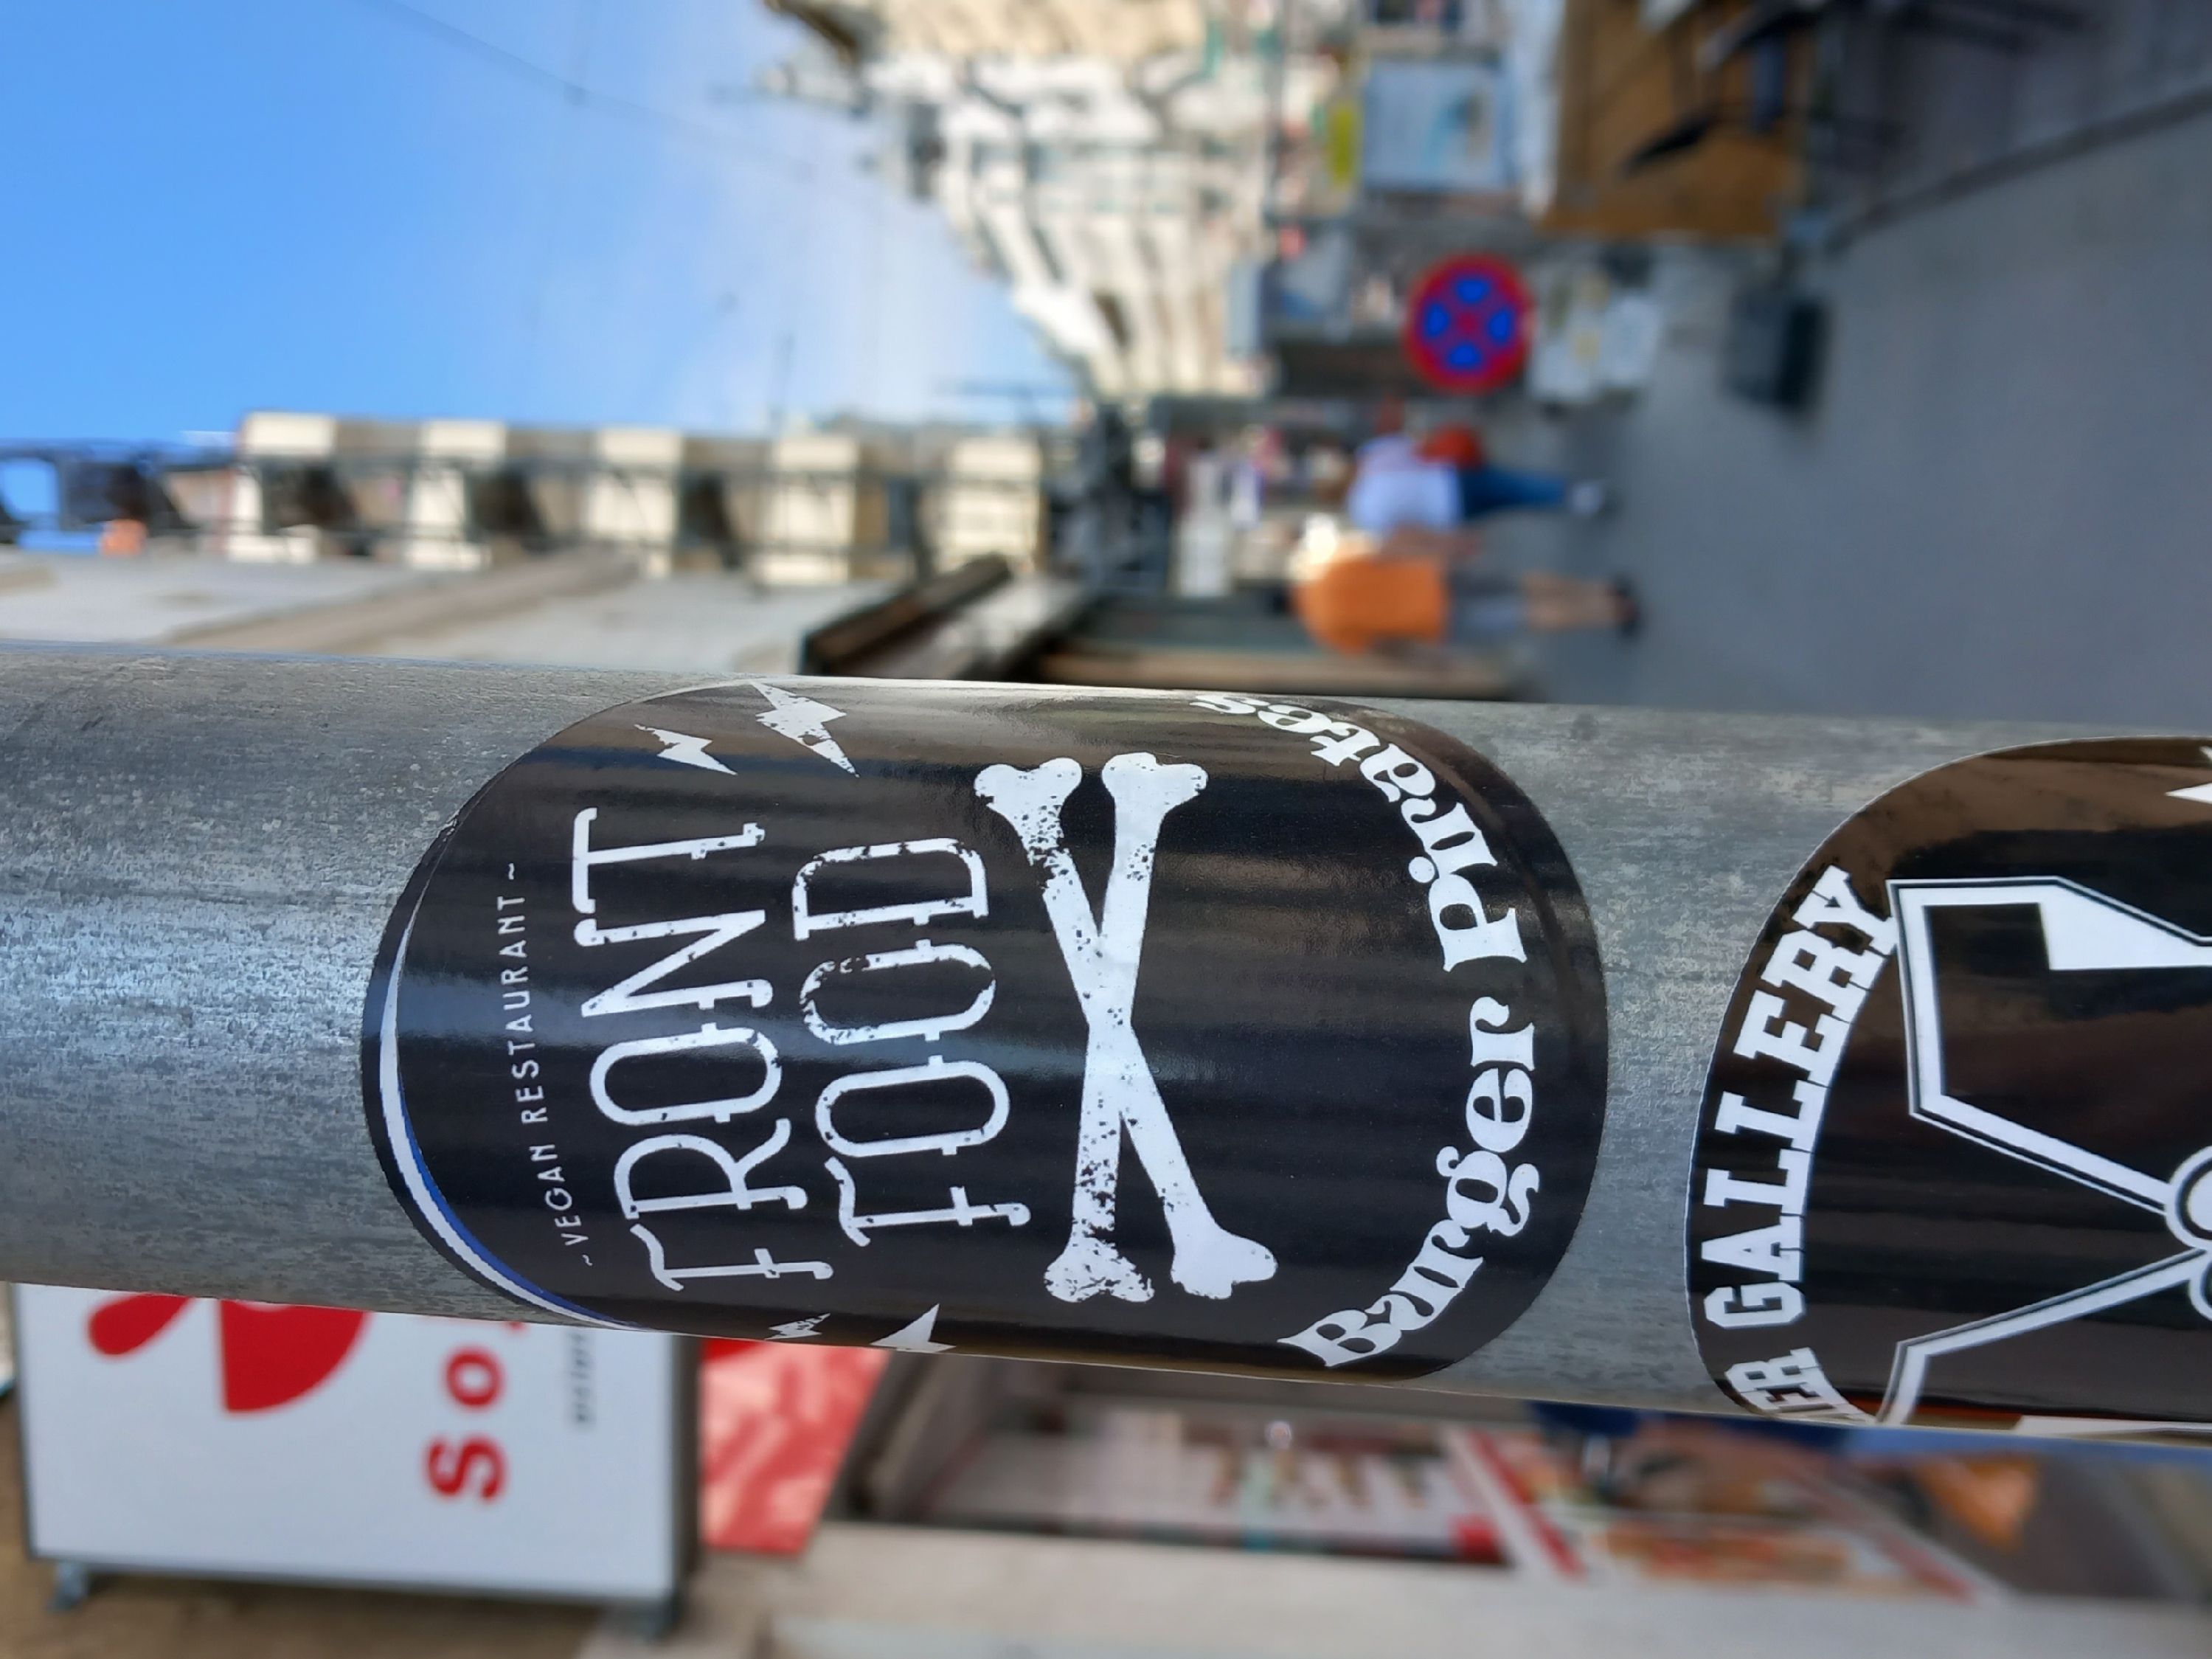 ~ VEGAN RESTAURANT ~
FRONT
FOOD
Burger Pirates
GALLERY